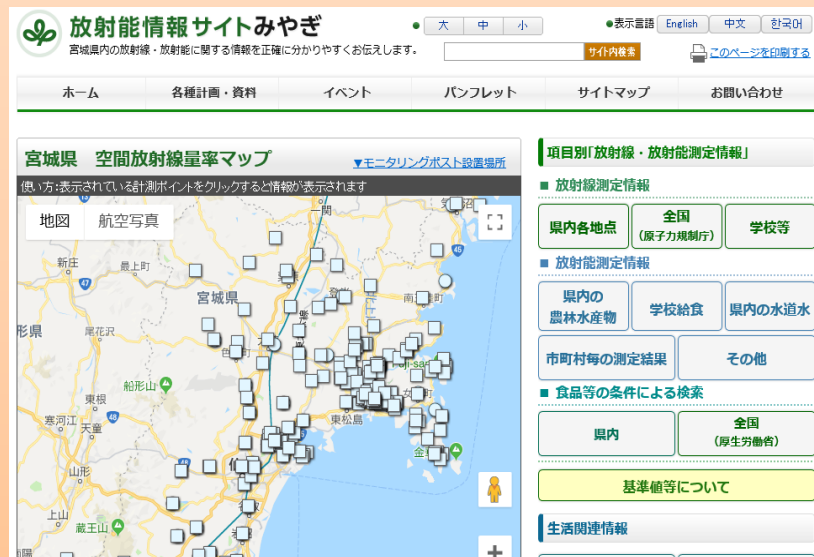 放射能情報サイトみやぎ
宮城県内の放射線・放射能に関する情報を正確に分かりやすくお伝えします。
大 中 小
●表示言語 English 中文 한국어
サイト内検索
このページを印刷する
ホーム 各種計画・資料 イベント パンフレット サイトマップ お問い合わせ
宮城県 空間放射線量率マップ
▼モニタリングポスト設置場所
使い方:表示されている計測ポイントをクリックすると情報が表示されます
地図 航空写真
一関
45
新庄
最上町
47
宮城県
尾花沢
船形山
東根
寒河江
天童
48
東松島
山形
上山
蔵王山
項目別「放射線・放射能測定情報」
■ 放射線測定情報
県内各地点
全国
(原子力規制庁)
学校等
■ 放射能測定情報
県内の
農林水産物
学校給食
県内の水道水
市町村毎の測定結果
その他
■ 食品等の条件による検索
県内
全国
(厚生労働省)
基準値等について
生活関連情報